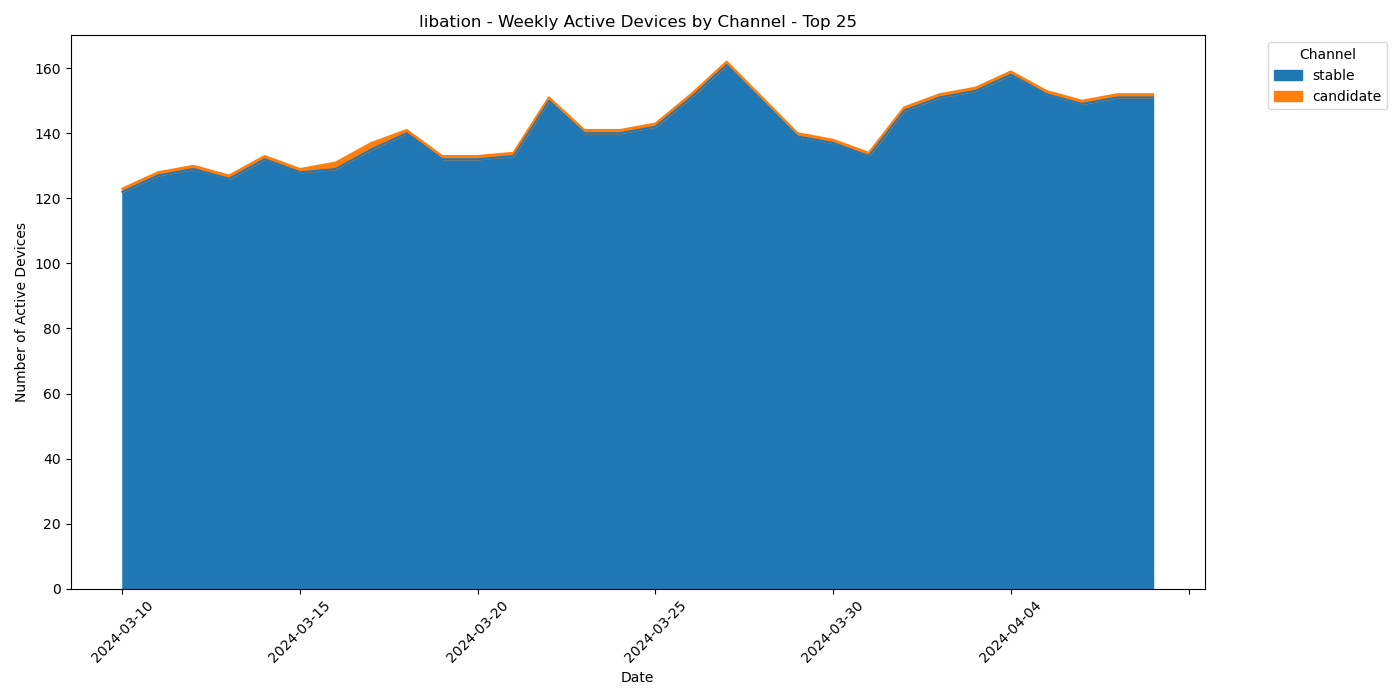 libation - Weekly Active Devices by Channel - Top 25
Channel
stable
candidate
Number of Active Devices
160
140
120
100
80
60
40
20
0
2024-03-10
2024-03-15
2024-03-20
2024-03-25
2024-03-30
2024-04-04
Date